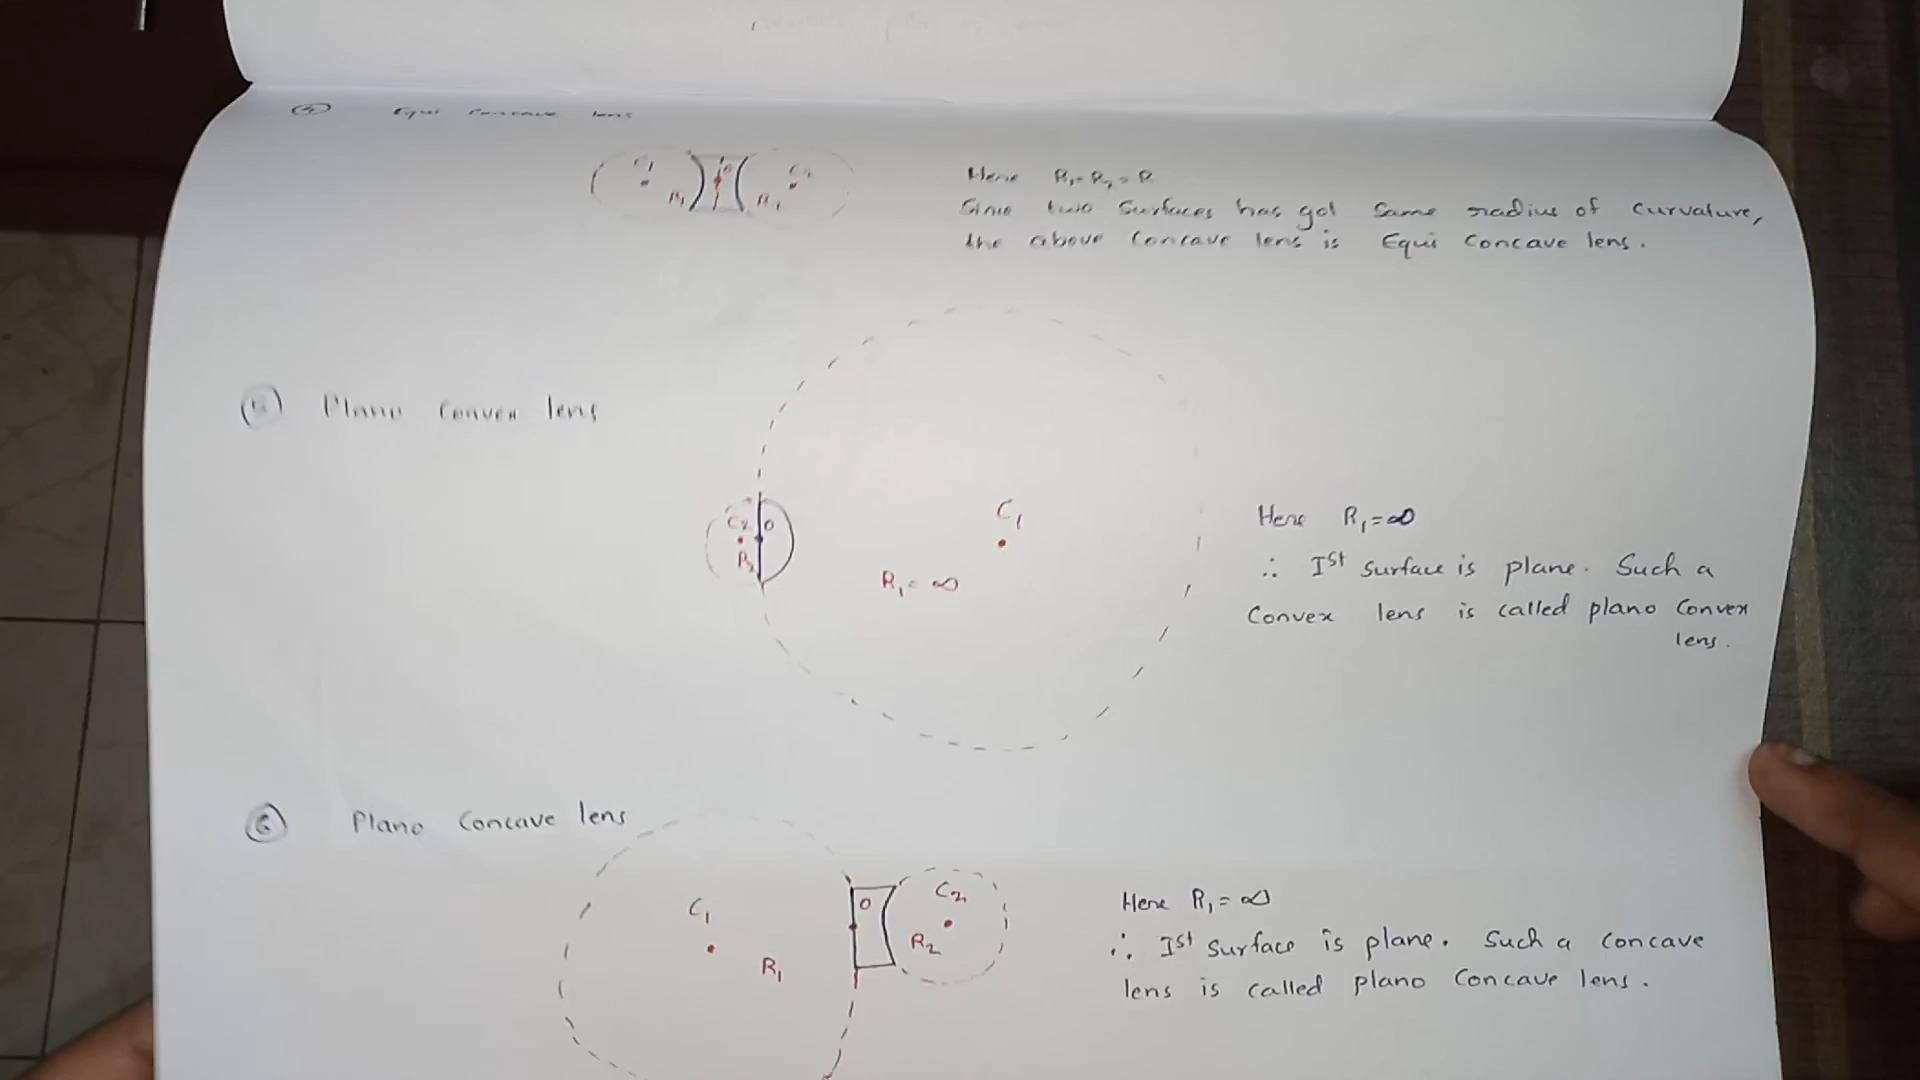 (4) Equi Concave lens
C1 R1 O C2 R1
Here R1=R2=R
Sinc two Surfaces has got Same radius of curvature,
the above Concave lens is Equi Concave lens.
(5) Plano Convex lens
C2 O R2
C1
R1=∞
Here R1=∞
∴ Ist surface is plane. Such a
Convex lens is called plano Convex
lens.
(6) Plano Concave lens
C1 R1 O C2 R2
Here R1=∞
∴ Ist Surface is plane. Such a Concave
lens is called plano Concave lens.